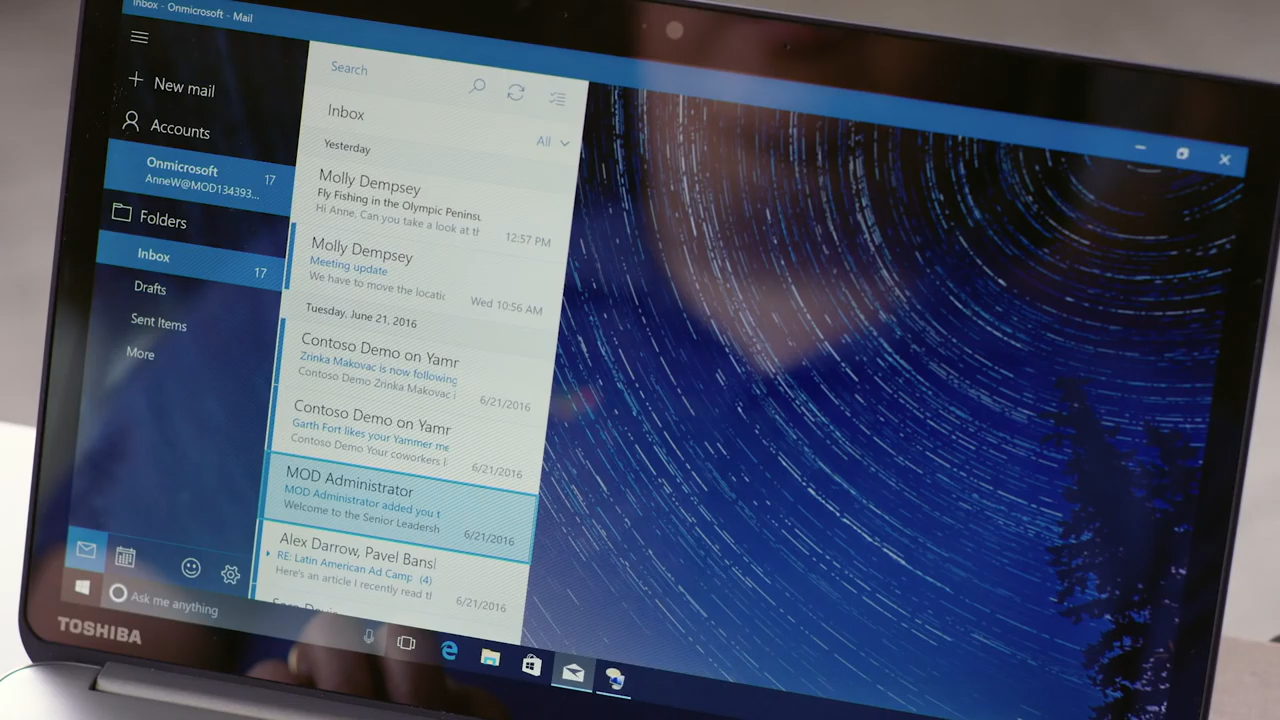 Inbox - Onmicrosoft - Mail
New mail
Accounts
Onmicrosoft 17
AnneW@MOD134393...
Folders
Inbox 17
Drafts
Sent Items
More
Search
Inbox
All
Yesterday
Molly Dempsey
Fly Fishing in the Olympic Peninsu
Hi Anne, Can you take a look at th
12:57 PM
Molly Dempsey
Meeting update
We have to move the locatic
Wed 10:56 AM
Tuesday, June 21, 2016
Contoso Demo on Yamr
Zrinka Makovac is now following
Contoso Demo Zrinka Makovac i
6/21/2016
Contoso Demo on Yamr
Garth Fort likes your Yammer me
Contoso Demo Your coworkers l
6/21/2016
MOD Administrator
MOD Administrator added you t
Welcome to the Senior Leadersh
6/21/2016
Alex Darrow, Pavel Bansl
RE: Latin American Ad Camp (4)
Here's an article I recently read tl
6/21/2016
Ask me anything
TOSHIBA